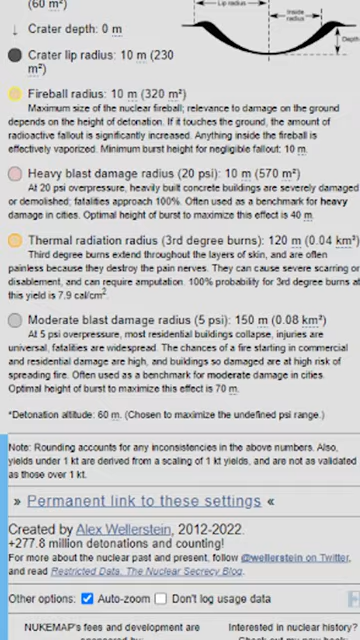 (60 m²)
Lip radius
Inside
radius
Depth
↓ Crater depth: 0 m
Crater lip radius: 10 m (230
m²)
Fireball radius: 10 m (320 m²)
Maximum size of the nuclear fireball; relevance to damage on the ground
depends on the height of detonation. If it touches the ground, the amount of
radioactive fallout is significantly increased. Anything inside the fireball is
effectively vaporized. Minimum burst height for negligible fallout: 10 m.
Heavy blast damage radius (20 psi): 10 m (570 m²)
At 20 psi overpressure, heavily built concrete buildings are severely damaged
or demolished; fatalities approach 100%. Often used as a benchmark for heavy
damage in cities. Optimal height of burst to maximize this effect is 40 m.
Thermal radiation radius (3rd degree burns): 120 m (0.04 km²)
Third degree burns extend throughout the layers of skin, and are often
painless because they destroy the pain nerves. They can cause severe scarring or
disablement, and can require amputation. 100% probability for 3rd degree burns at
this yield is 7.9 cal/cm².
Moderate blast damage radius (5 psi): 150 m (0.08 km²)
At 5 psi overpressure, most residential buildings collapse, injuries are
universal, fatalities are widespread. The chances of a fire starting in commercial
and residential damage are high, and buildings so damaged are at high risk of
spreading fire. Often used as a benchmark for moderate damage in cities.
Optimal height of burst to maximize this effect is 70 m.
*Detonation altitude: 60 m. (Chosen to maximize the undefined psi range.)
Note: Rounding accounts for any inconsistencies in the above numbers. Also,
yields under 1 kt are derived from a scaling of 1 kt yields, and are not as validated
as those over 1 kt.
» Permanent link to these settings «
Created by Alex Wellerstein, 2012-2022.
+277.8 million detonations and counting!
For more about the nuclear past and present, follow @wellerstein on Twitter,
and read Restricted Data: The Nuclear Secrecy Blog.
Other options: Auto-zoom Don't log usage data
NUKEMAP's fees and development are
Interested in nuclear history?